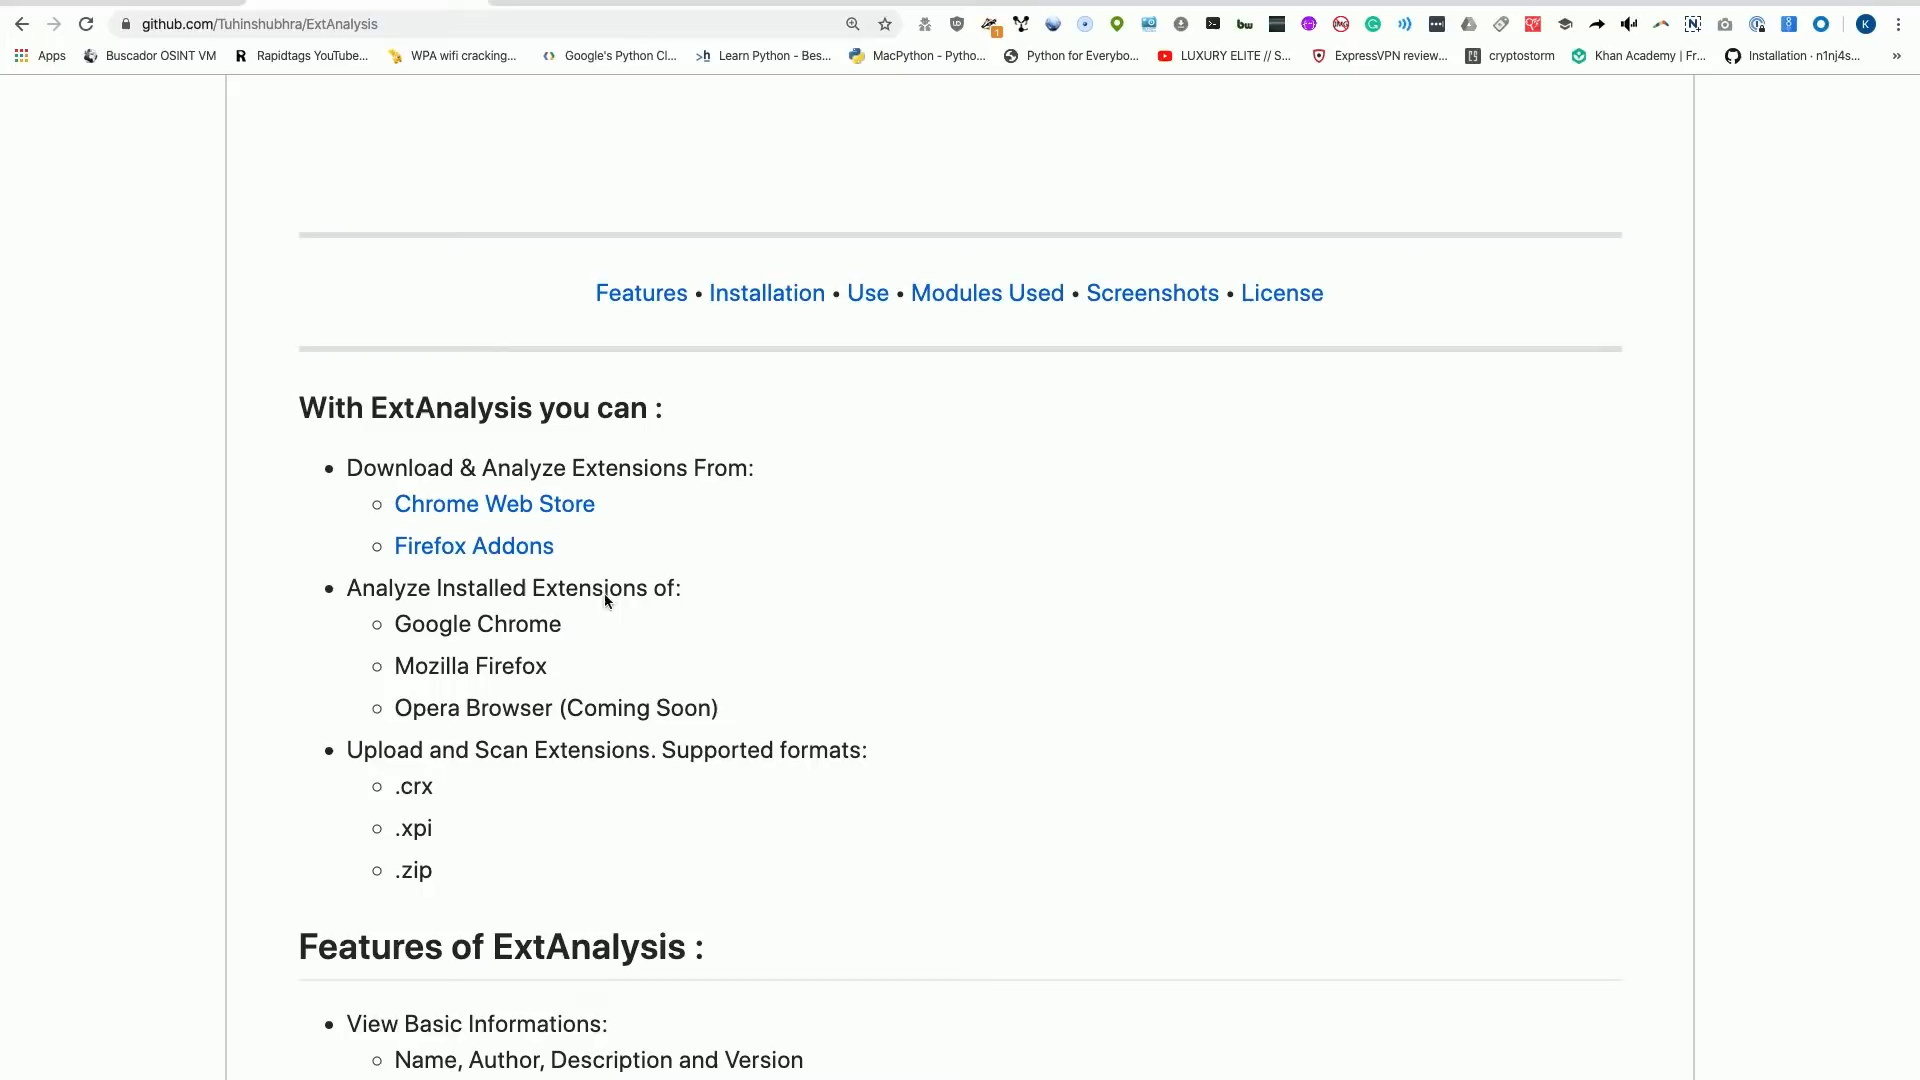 github.com/Tuhinshubhra/ExtAnalysis
Apps Buscador OSINT VM Rapidtags YouTube... WPA wifi cracking... Google's Python Cl... Learn Python - Bes... MacPython - Pytho... Python for Everybo... LUXURY ELITE // S... ExpressVPN review... cryptostorm Khan Academy | Fr... Installation · n1nj4s... »
Features • Installation • Use • Modules Used • Screenshots • License
With ExtAnalysis you can :
Download & Analyze Extensions From:
Chrome Web Store
Firefox Addons
Analyze Installed Extensions of:
Google Chrome
Mozilla Firefox
Opera Browser (Coming Soon)
Upload and Scan Extensions. Supported formats:
.crx
.xpi
.zip
Features of ExtAnalysis :
View Basic Informations:
Name, Author, Description and Version